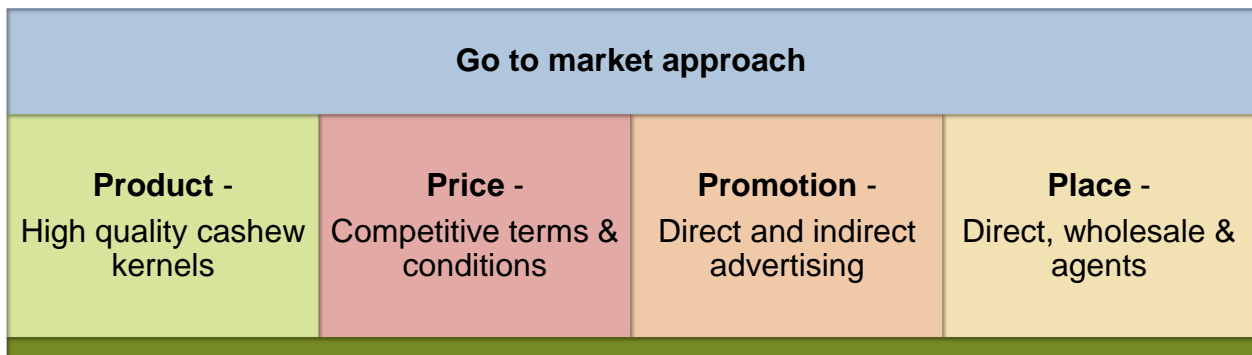 Go to market approach
Product -
High quality cashew
kernels
Price -
Competitive terms &
conditions
Promotion -
Direct and indirect
advertising
Place -
Direct, wholesale &
agents